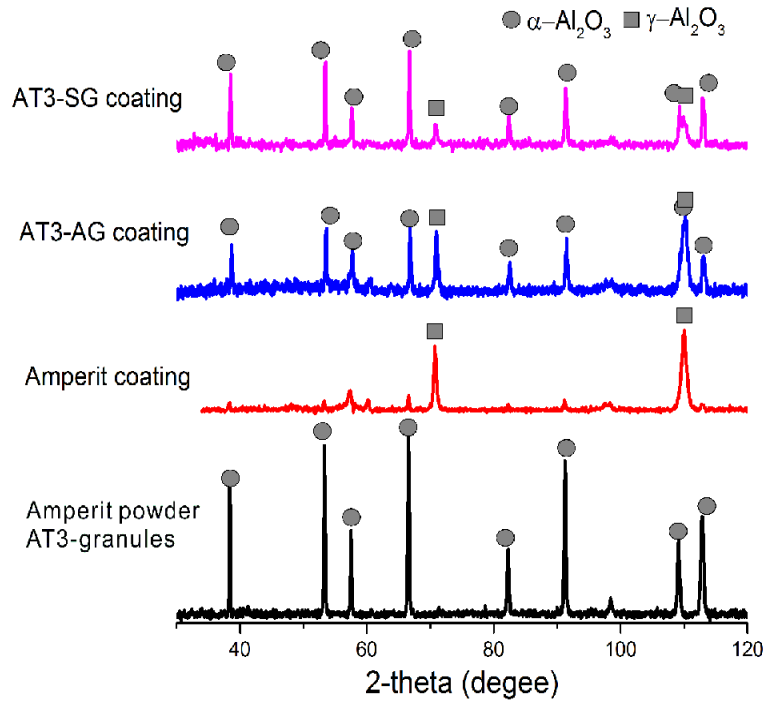 α–Al₂O₃ γ–Al₂O₃
AT3-SG coating
AT3-AG coating
Amperit coating
Amperit powder
AT3-granules
40 60 80 100 120
2-theta (degee)